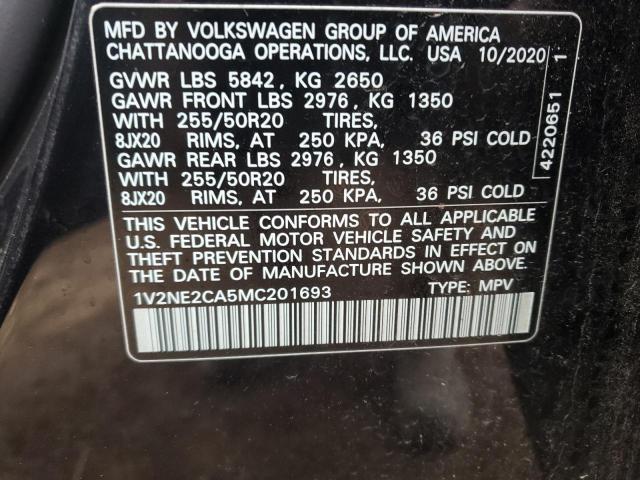 MFD BY VOLKSWAGEN GROUP OF AMERICA
CHATTANOOGA OPERATIONS, LLC. USA 10/2020
GVWR LBS 5842, KG 2650
GAWR FRONT LBS 2976, KG 1350
WITH 255/50R20 TIRES,
8JX20 RIMS, AT 250 KPA, 36 PSI COLD
GAWR REAR LBS 2976, KG 1350
WITH 255/50R20 TIRES,
8JX20 RIMS, AT 250 KPA, 36 PSI COLD
THIS VEHICLE CONFORMS TO ALL APPLICABLE
U.S. FEDERAL MOTOR VEHICLE SAFETY AND
THEFT PREVENTION STANDARDS IN EFFECT ON
THE DATE OF MANUFACTURE SHOWN ABOVE.
1V2NE2CA5MC201693 TYPE: MPV
4220651 1